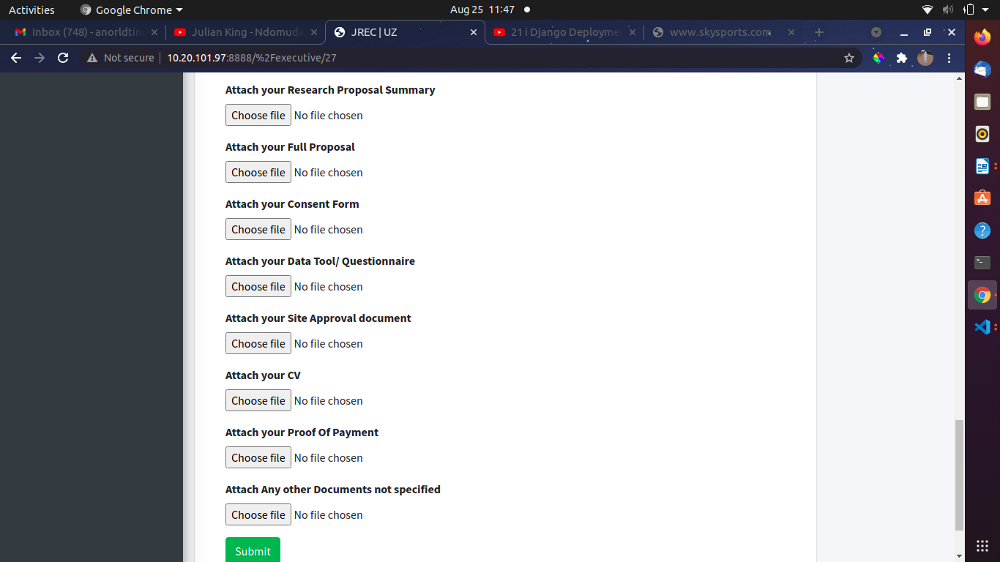 Activities Google Chrome Aug 25 11:47
Inbox (748) - anorldtin Julian King - Ndomuda JREC | UZ 21 i Django Deployme www.skysports.com
Not secure 10.20.101.97:8888/%2Fexecutive/27
Attach your Research Proposal Summary
Choose file No file chosen
Attach your Full Proposal
Choose file No file chosen
Attach your Consent Form
Choose file No file chosen
Attach your Data Tool/ Questionnaire
Choose file No file chosen
Attach your Site Approval document
Choose file No file chosen
Attach your CV
Choose file No file chosen
Attach your Proof Of Payment
Choose file No file chosen
Attach Any other Documents not specified
Choose file No file chosen
Submit